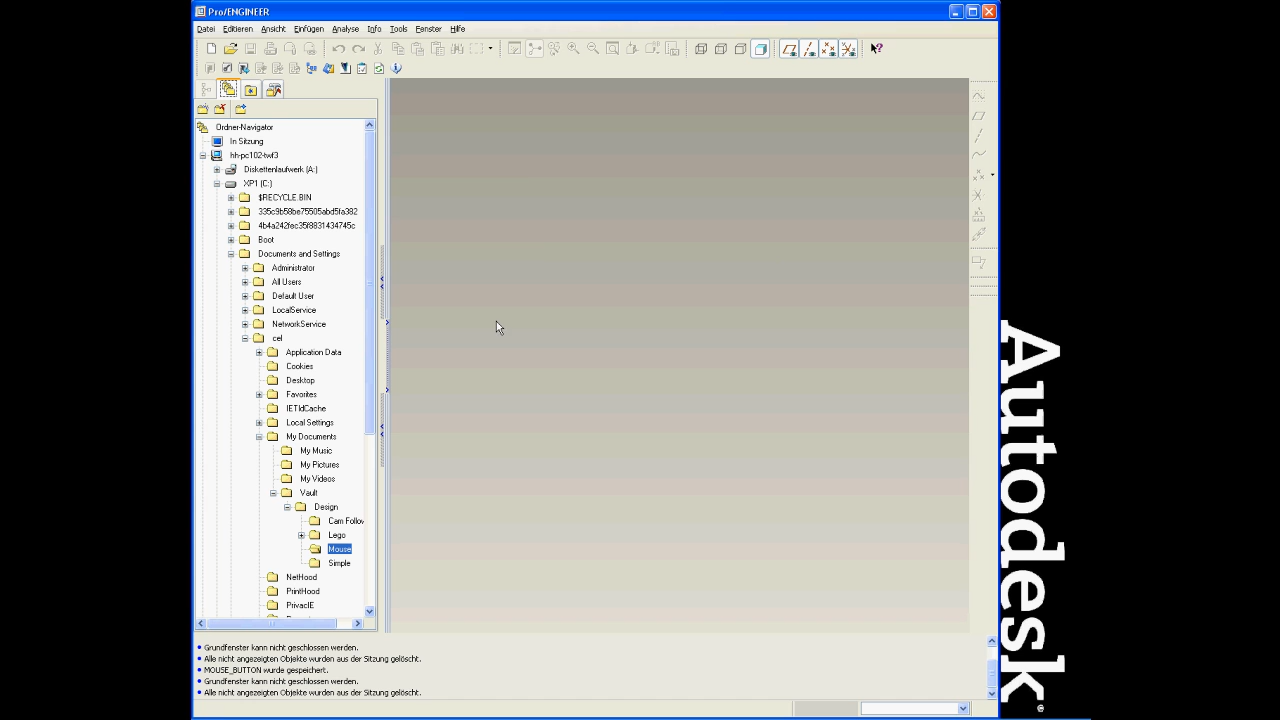 Pro/ENGINEER
Datei Editieren Ansicht Einfügen Analyse Info Tools Fenster Hilfe
Ordner-Navigator
In Sitzung
hh-pc102-twf3
Diskettenlaufwerk (A:)
XP1 (C:)
$RECYCLE.BIN
335c9b58be75505abd5fa382
4b4a242fec35f8831434745c
Boot
Documents and Settings
Administrator
All Users
Default User
LocalService
NetworkService
cel
Application Data
Cookies
Desktop
Favorites
IETldCache
Local Settings
My Documents
My Music
My Pictures
My Videos
Vault
Design
Cam Follov
Lego
Mouse
Simple
NetHood
PrintHood
PrivacIE
Grundfenster kann nicht geschlossen werden.
Alle nicht angezeigten Objekte wurden aus der Sitzung gelöscht.
MOUSE_BUTTON wurde gespeichert.
Grundfenster kann nicht geschlossen werden.
Alle nicht angezeigten Objekte wurden aus der Sitzung gelöscht.
Autodesk®